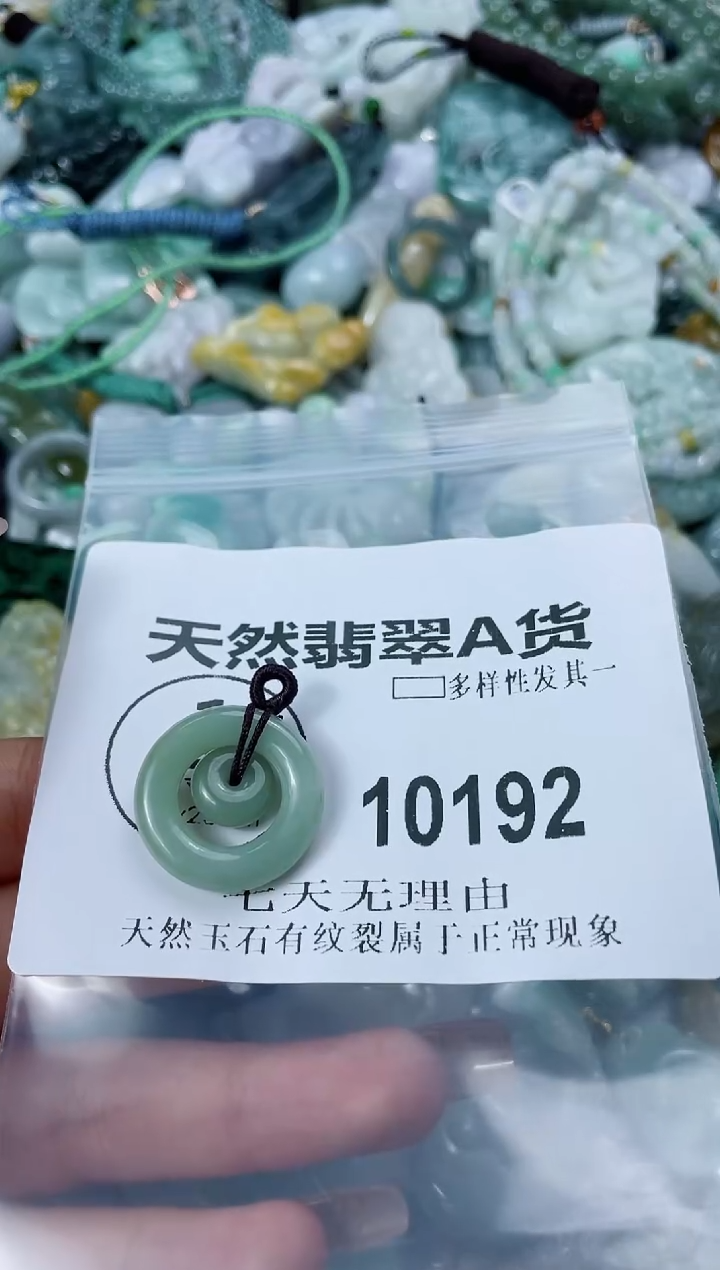 天然翡翠A货
多样性发其一
10192
七天无理由
天然玉石有纹裂属于正常现象